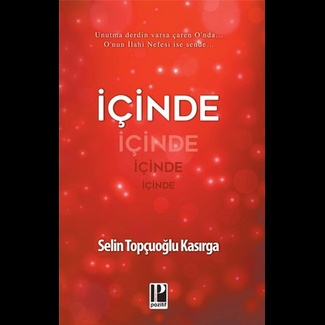 Unutma derdin varsa çaren O'nda...
O'nun İlahi Nefesi ise sende...
İÇİNDE
İÇİNDE
İÇİNDE
İÇİNDE
Selin Topçuoğlu Kasırga
P
pozitif